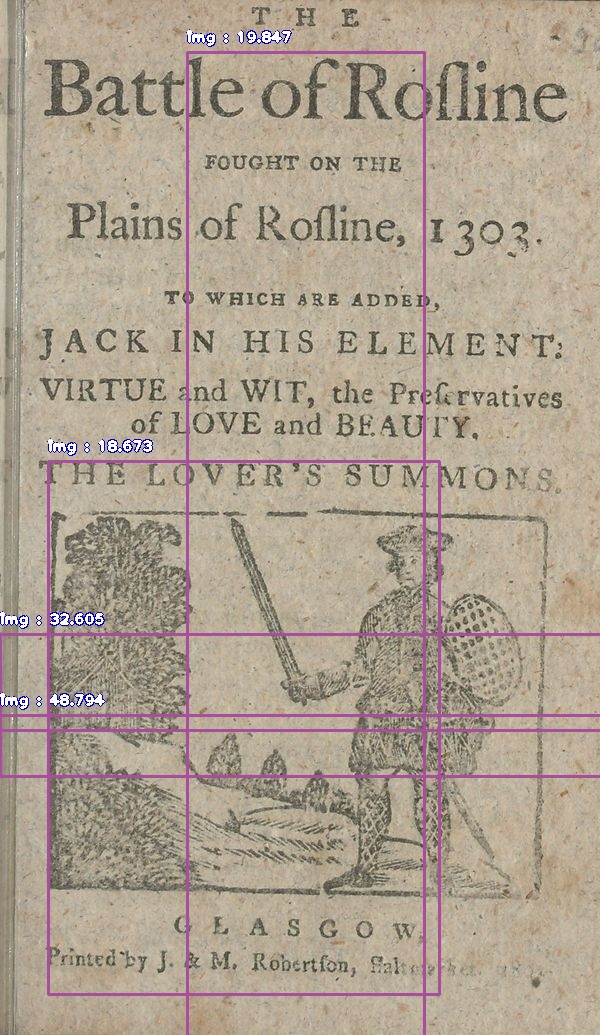 THE
Battle of Roſline
FOUGHT ON THE
Plains of Roſline, 1303.
TO WHICH ARE ADDED,
JACK IN HIS ELEMENT:
VIRTUE and WIT, the Preſervatives
of LOVE and BEAUTY.
THE LOVER'S SUMMONS.
GLASGOW,
Printed by J. & M. Robertſon, Saltmarket,
img : 19.847
img : 18.673
img : 32.605
img : 48.794